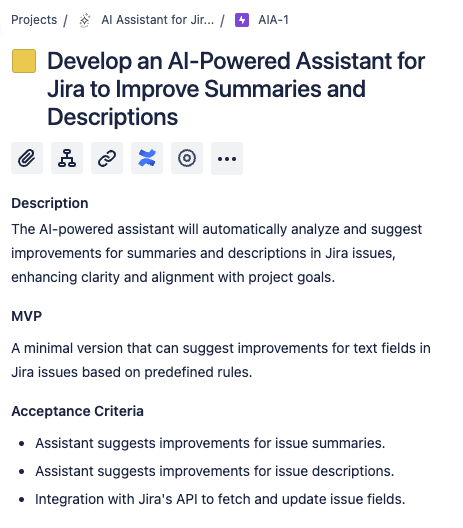 Projects / AI Assistant for Jir... / AIA-1
Develop an AI-Powered Assistant for
Jira to Improve Summaries and
Descriptions
Description
The AI-powered assistant will automatically analyze and suggest
improvements for summaries and descriptions in Jira issues,
enhancing clarity and alignment with project goals.
MVP
A minimal version that can suggest improvements for text fields in
Jira issues based on predefined rules.
Acceptance Criteria
• Assistant suggests improvements for issue summaries.
• Assistant suggests improvements for issue descriptions.
• Integration with Jira's API to fetch and update issue fields.